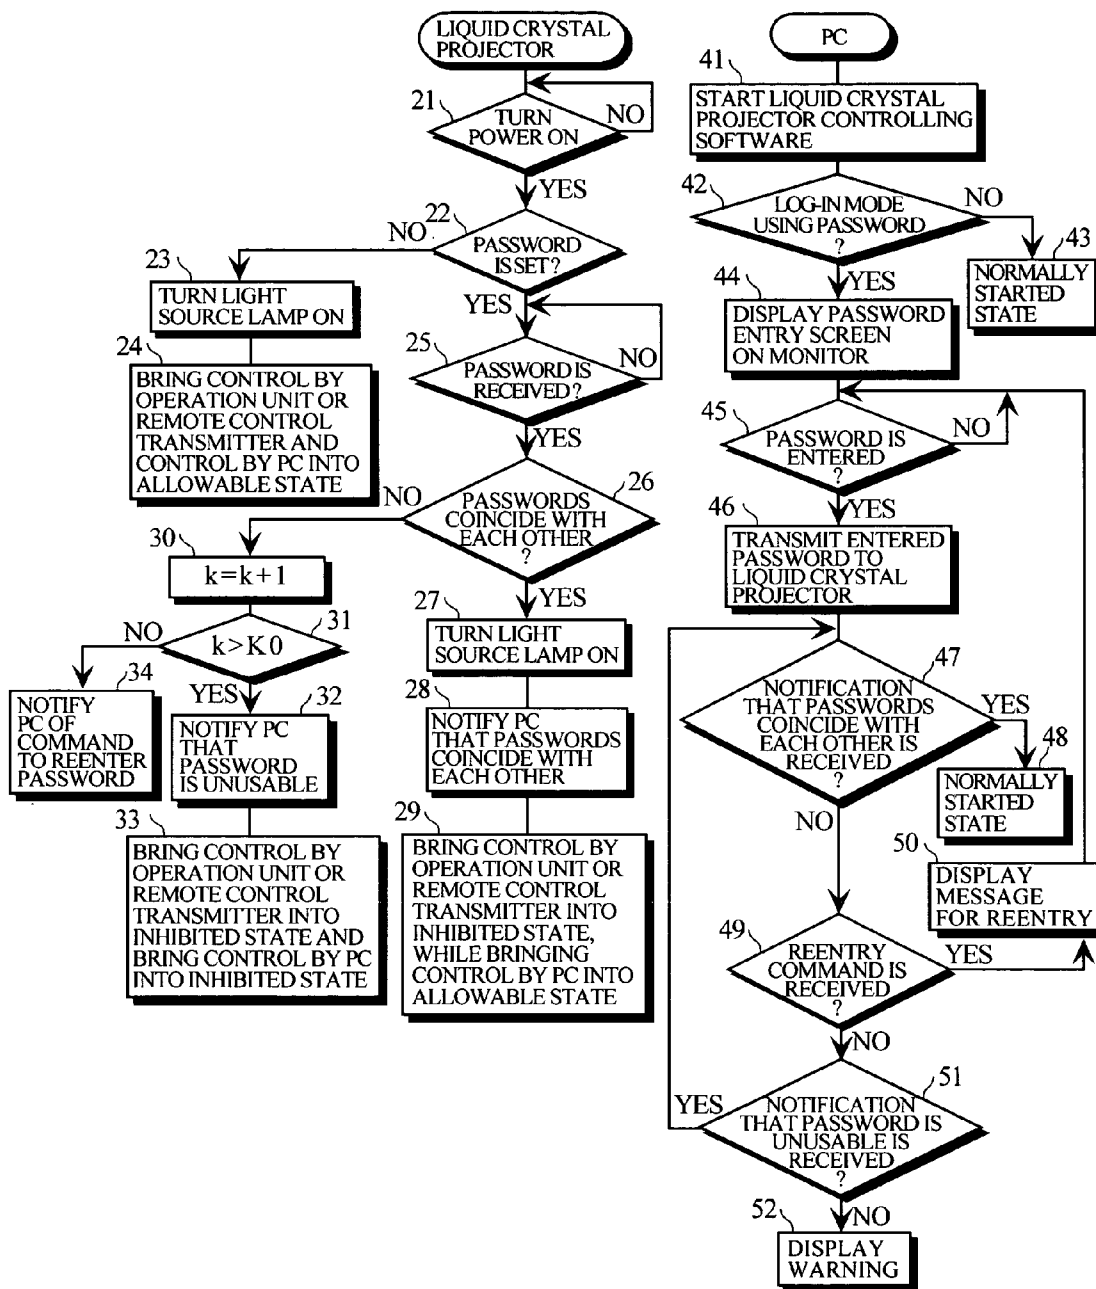 LIQUID CRYSTAL
PROJECTOR
21
TURN
POWER ON
NO
YES
22
NO
PASSWORD
IS SET?
23
TURN LIGHT
SOURCE LAMP ON
24
BRING CONTROL BY
OPERATION UNIT OR
REMOTE CONTROL
TRANSMITTER AND
CONTROL BY PC INTO
ALLOWABLE STATE
YES
25
PASSWORD IS
RECEIVED?
NO
YES
26
NO
PASSWORDS
COINCIDE WITH
EACH OTHER
?
30
k=k+1
31
NO
k>K0
34
NOTIFY
PC OF
COMMAND
TO REENTER
PASSWORD
YES
32
NOTIFY PC
THAT
PASSWORD
IS UNUSABLE
33
BRING CONTROL BY
OPERATION UNIT OR
REMOTE CONTROL
TRANSMITTER INTO
INHIBITED STATE AND
BRING CONTROL BY PC
INTO INHIBITED STATE
YES
27
TURN LIGHT
SOURCE LAMP ON
28
NOTIFY PC
THAT PASSWORDS
COINCIDE WITH
EACH OTHER
29
BRING CONTROL BY
OPERATION UNIT OR
REMOTE CONTROL
TRANSMITTER INTO
INHIBITED STATE,
WHILE BRINGING
CONTROL BY PC INTO
ALLOWABLE STATE
PC
41
START LIQUID CRYSTAL
PROJECTOR CONTROLLING
SOFTWARE
42
LOG-IN MODE
USING PASSWORD
?
NO
43
NORMALLY
STARTED
STATE
YES
44
DISPLAY PASSWORD
ENTRY SCREEN
ON MONITOR
45
PASSWORD IS
ENTERED
?
NO
YES
46
TRANSMIT ENTERED
PASSWORD TO
LIQUID CRYSTAL
PROJECTOR
47
NOTIFICATION
THAT PASSWORDS
COINCIDE WITH
EACH OTHER IS
RECEIVED
?
YES
48
NORMALLY
STARTED
STATE
NO
50
DISPLAY
MESSAGE
FOR REENTRY
49
REENTRY
COMMAND IS
RECEIVED
?
YES
NO
51
YES
NOTIFICATION
THAT PASSWORD IS
UNUSABLE IS
RECEIVED
?
NO
52
DISPLAY
WARNING